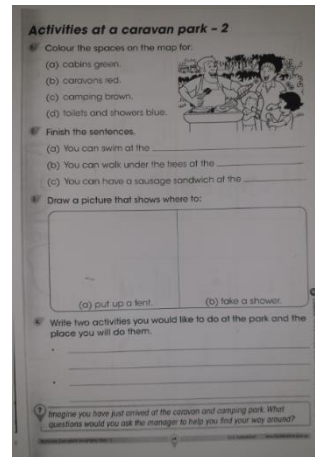 Activities at a caravan park – 2
Colour the spaces on the map for:
(a) cabins green.
(b) caravans red.
(c) camping brown.
(d) toilets and showers blue.
Finish the sentences.
(a) You can swim at the
(b) You can walk under the trees at the
(c) You can have a sausage sandwich at the
Draw a picture that shows where to:
(a) put up a tent.
(b) take a shower.
Write two activities you would like to do at the park and the
place you will do them.
Imagine you have just arrived at the caravan and camping park. What
questions would you ask the manager to help you find your way around?